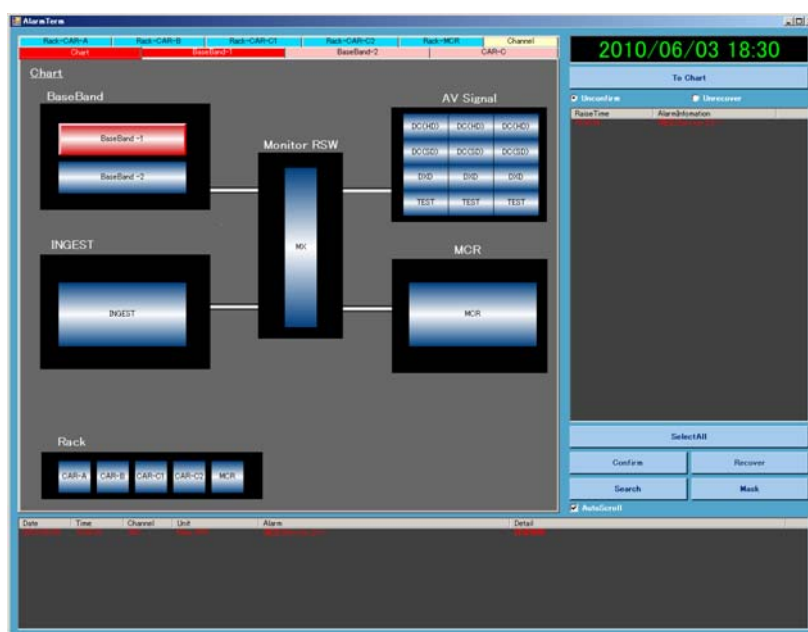 AlarmTerm
Rack-CAR-A Rack-CAR-B Rack-CAR-C1 Rack-CAR-C2 Rack-MCR Channel
Chart BaseBand-1 BaseBand-2 CAR-C
2010/06/03 18:30
To Chart
Unconfirm Unrecover
RaiseTime AlarmInfomation
Chart
BaseBand
BaseBand -1
BaseBand -2
Monitor RSW
MX
AV Signal
DC(HD) DC(HD) DC(HD)
DC(SD) DC(SD) DC(SD)
DXD DXD DXD
TEST TEST TEST
INGEST
INGEST
MCR
MCR
Rack
CAR-A CAR-B CAR-C1 CAR-C2 MCR
SelectAll
Confirm Recover
Search Mask
AutoScroll
Date Time Channel Unit Alarm Detail